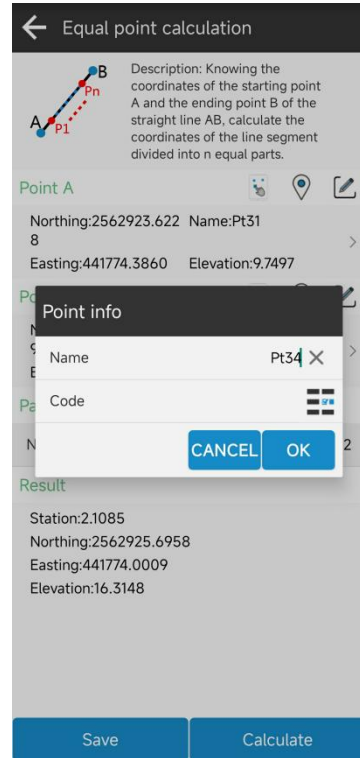 Equal point calculation
B
Pn
A
P1
Description: Knowing the
coordinates of the starting point
A and the ending point B of the
straight line AB, calculate the
coordinates of the line segment
divided into n equal parts.
Point A
Northing:2562923.622 Name:Pt31
8
Easting:441774.3860 Elevation:9.7497
Point info
Name Pt34
Code
CANCEL OK
2
Result
Station:2.1085
Northing:2562925.6958
Easting:441774.0009
Elevation:16.3148
Save Calculate